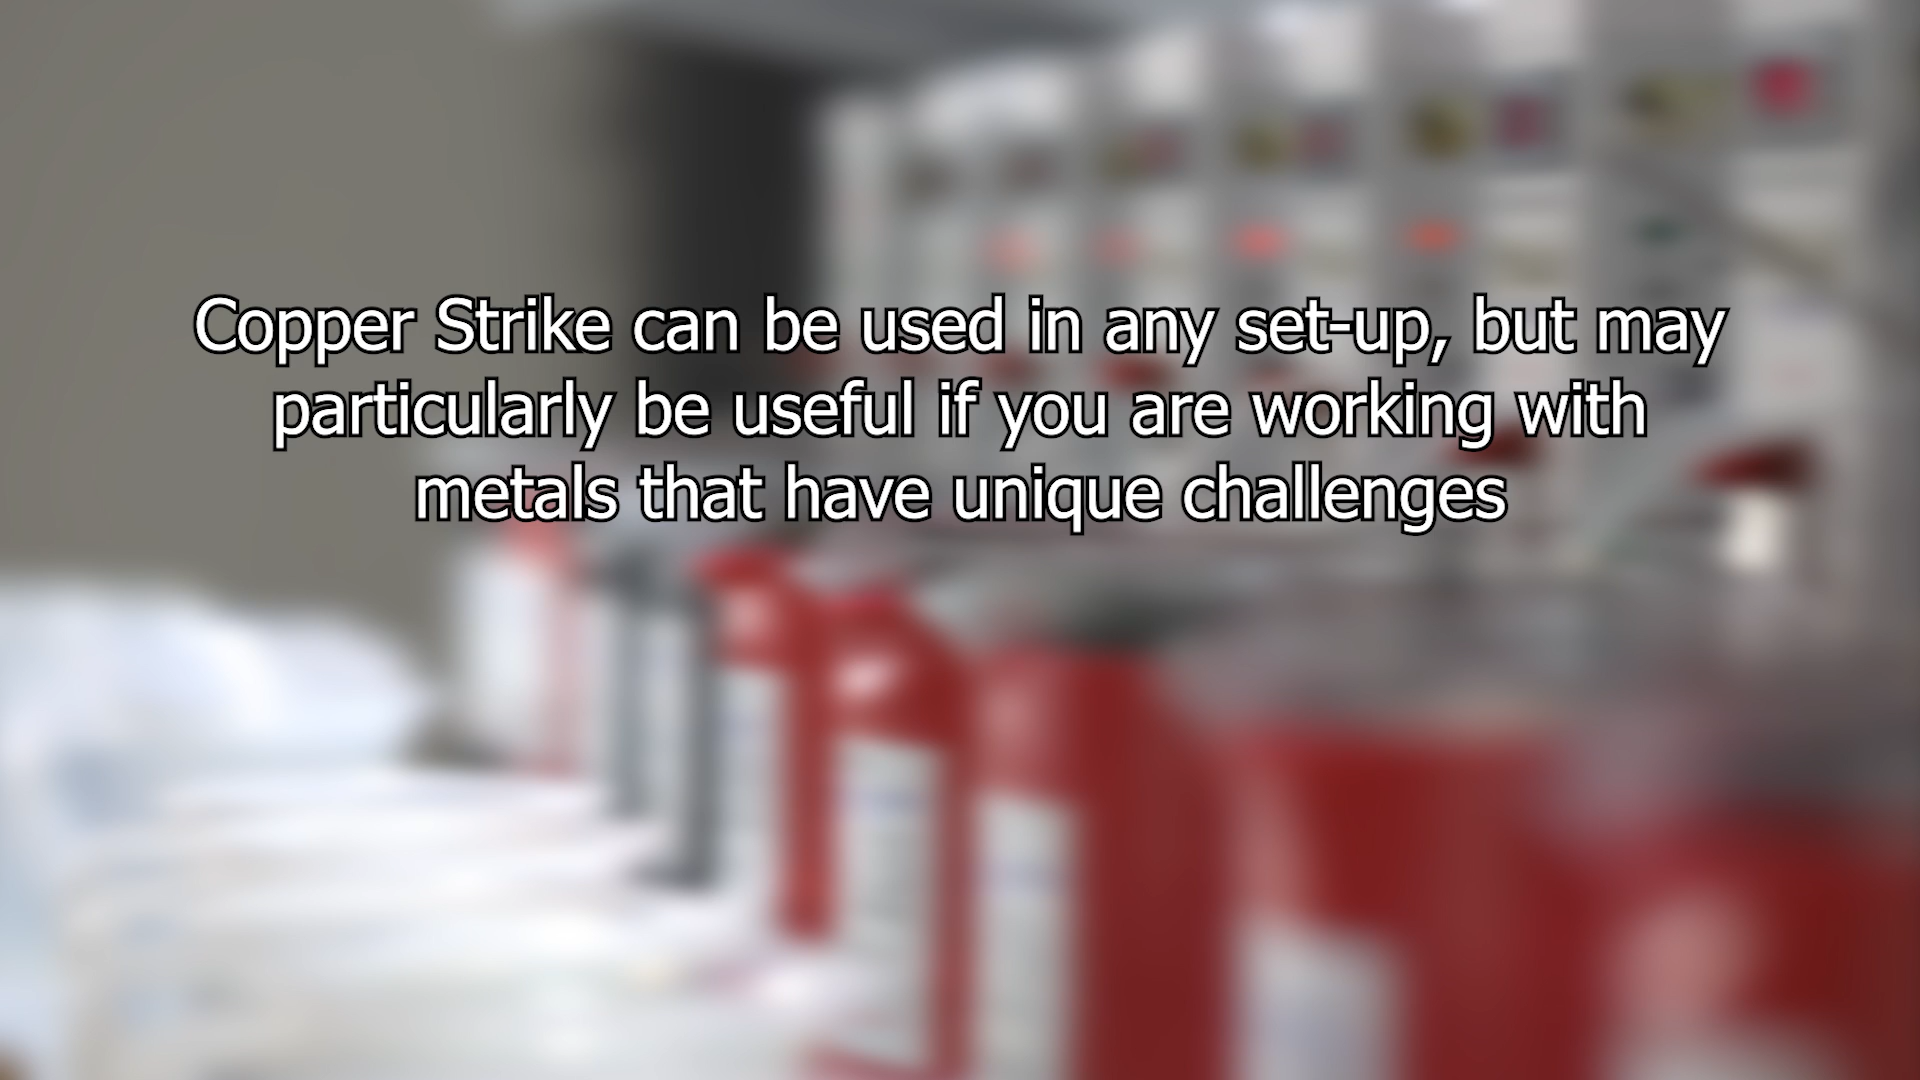 Copper Strike can be used in any set-up, but may
particularly be useful if you are working with
metals that have unique challenges